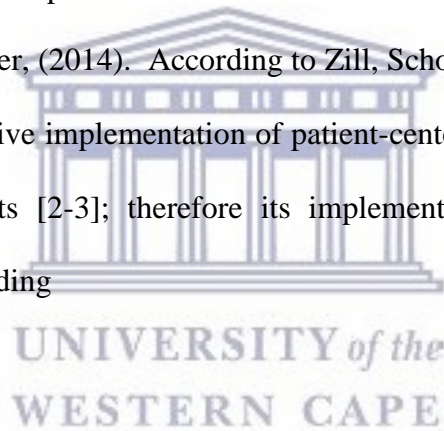 er, (2014). According to Zill, Scho
ive implementation of patient-cente
ts [2-3]; therefore its implement
ding
UNIVERSITY of the
WESTERN CAPE